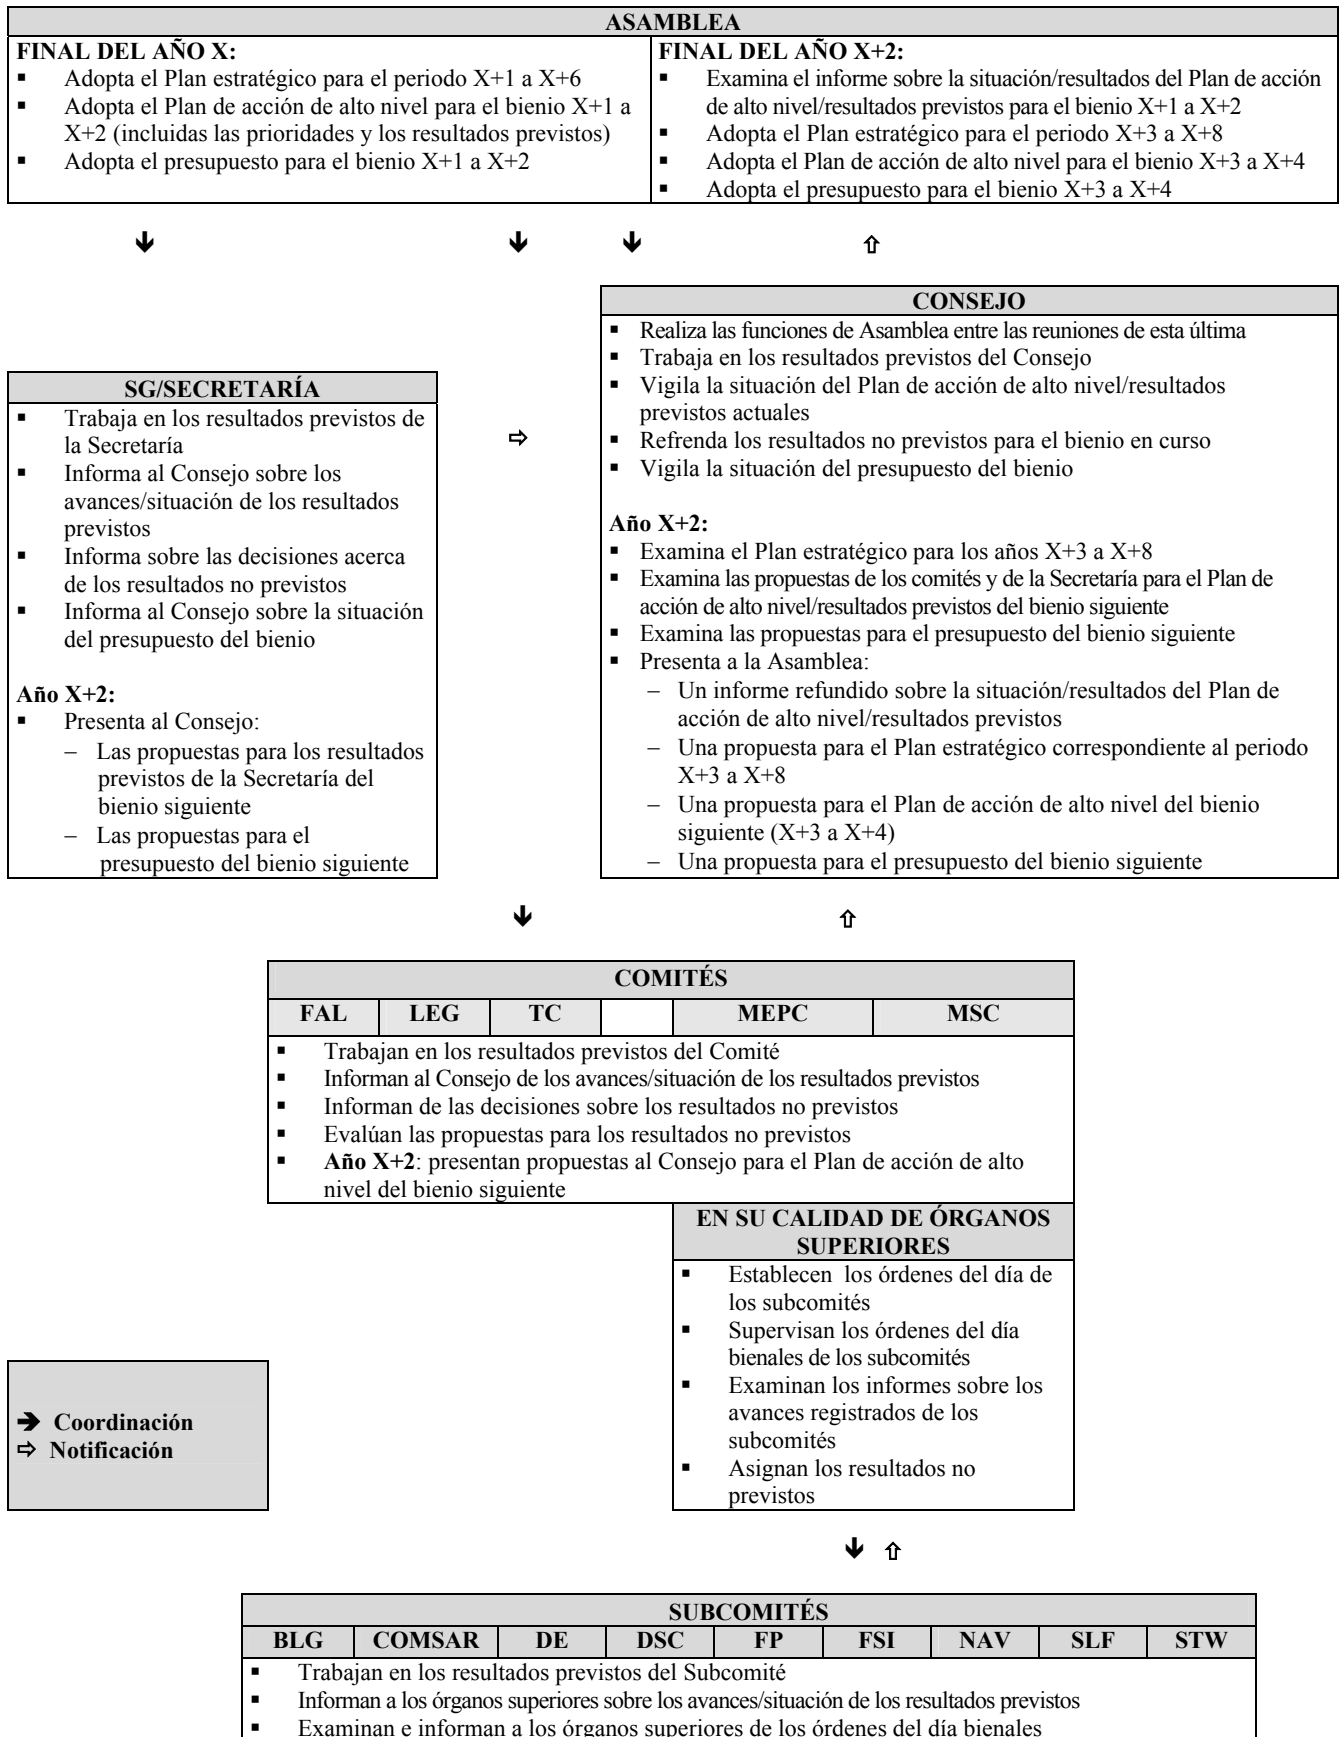 ASAMBLEA
FINAL DEL AÑO X:
▪ Adopta el Plan estratégico para el periodo X+1 a X+6
▪ Adopta el Plan de acción de alto nivel para el bienio X+1 a
X+2 (incluidas las prioridades y los resultados previstos)
▪ Adopta el presupuesto para el bienio X+1 a X+2
FINAL DEL AÑO X+2:
▪ Examina el informe sobre la situación/resultados del Plan de acción
de alto nivel/resultados previstos para el bienio X+1 a X+2
▪ Adopta el Plan estratégico para el periodo X+3 a X+8
▪ Adopta el Plan de acción de alto nivel para el bienio X+3 a X+4
▪ Adopta el presupuesto para el bienio X+3 a X+4
SG/SECRETARÍA
▪ Trabaja en los resultados previstos de
la Secretaría
▪ Informa al Consejo sobre los
avances/situación de los resultados
previstos
▪ Informa sobre las decisiones acerca
de los resultados no previstos
▪ Informa al Consejo sobre la situación
del presupuesto del bienio
Año X+2:
▪ Presenta al Consejo:
– Las propuestas para los resultados
previstos de la Secretaría del
bienio siguiente
– Las propuestas para el
presupuesto del bienio siguiente
CONSEJO
▪ Realiza las funciones de Asamblea entre las reuniones de esta última
▪ Trabaja en los resultados previstos del Consejo
▪ Vigila la situación del Plan de acción de alto nivel/resultados
previstos actuales
▪ Refrenda los resultados no previstos para el bienio en curso
▪ Vigila la situación del presupuesto del bienio
Año X+2:
▪ Examina el Plan estratégico para los años X+3 a X+8
▪ Examina las propuestas de los comités y de la Secretaría para el Plan de
acción de alto nivel/resultados previstos del bienio siguiente
▪ Examina las propuestas para el presupuesto del bienio siguiente
▪ Presenta a la Asamblea:
– Un informe refundido sobre la situación/resultados del Plan de
acción de alto nivel/resultados previstos
– Una propuesta para el Plan estratégico correspondiente al periodo
X+3 a X+8
– Una propuesta para el Plan de acción de alto nivel del bienio
siguiente (X+3 a X+4)
– Una propuesta para el presupuesto del bienio siguiente
COMITÉS
FAL LEG TC MEPC MSC
▪ Trabajan en los resultados previstos del Comité
▪ Informan al Consejo de los avances/situación de los resultados previstos
▪ Informan de las decisiones sobre los resultados no previstos
▪ Evalúan las propuestas para los resultados no previstos
▪ Año X+2: presentan propuestas al Consejo para el Plan de acción de alto
nivel del bienio siguiente
EN SU CALIDAD DE ÓRGANOS
SUPERIORES
▪ Establecen los órdenes del día de
los subcomités
▪ Supervisan los órdenes del día
bienales de los subcomités
▪ Examinan los informes sobre los
avances registrados de los
subcomités
▪ Asignan los resultados no
previstos
➔ Coordinación
⇨ Notificación
SUBCOMITÉS
BLG COMSAR DE DSC FP FSI NAV SLF STW
▪ Trabajan en los resultados previstos del Subcomité
▪ Informan a los órganos superiores sobre los avances/situación de los resultados previstos
▪ Examinan e informan a los órganos superiores de los órdenes del día bienales